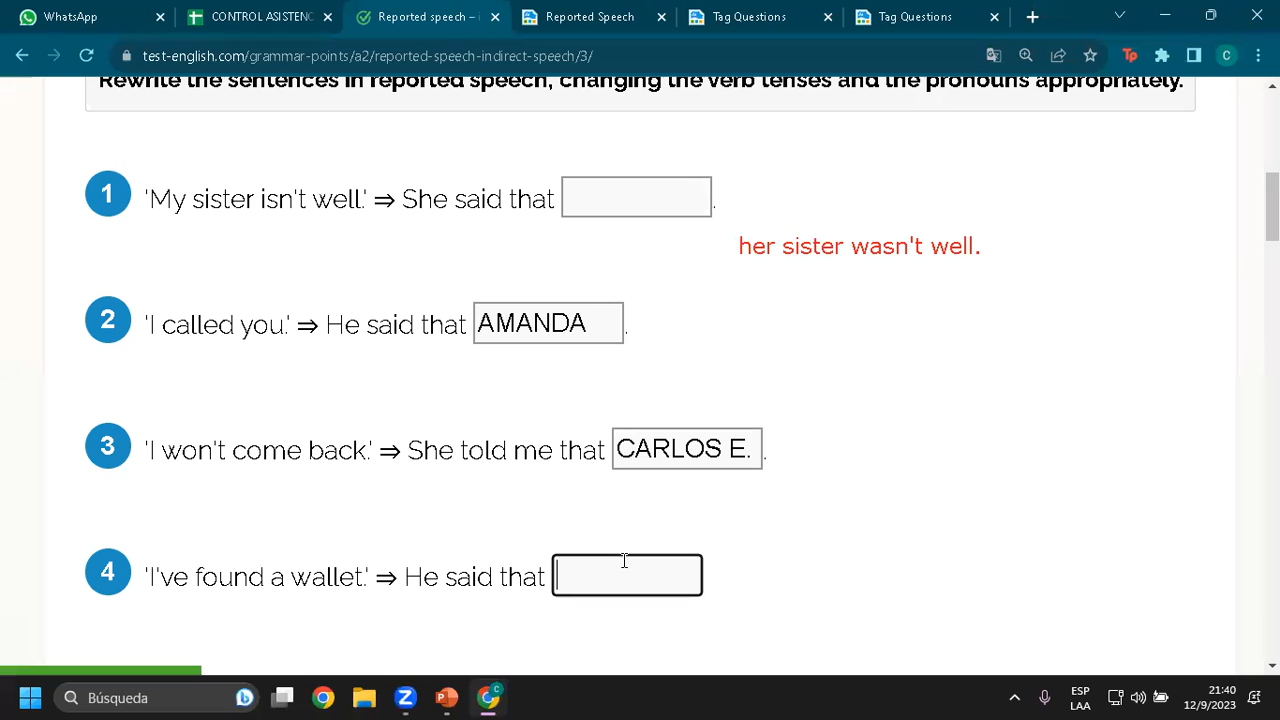 WhatsApp
CONTROL ASISTENC
Reported speech – i
Reported Speech
Tag Questions
Tag Questions
test-english.com/grammar-points/a2/reported-speech-indirect-speech/3/
Tp
C
Rewrite the sentences in reported speech, changing the verb tenses and the pronouns appropriately.
1 'My sister isn't well.' ⇒ She said that .
her sister wasn't well.
2 'I called you.' ⇒ He said that AMANDA .
3 'I won't come back.' ⇒ She told me that CARLOS E. .
4 'I've found a wallet.' ⇒ He said that
Búsqueda
ESP
LAA
21:40
12/9/2023